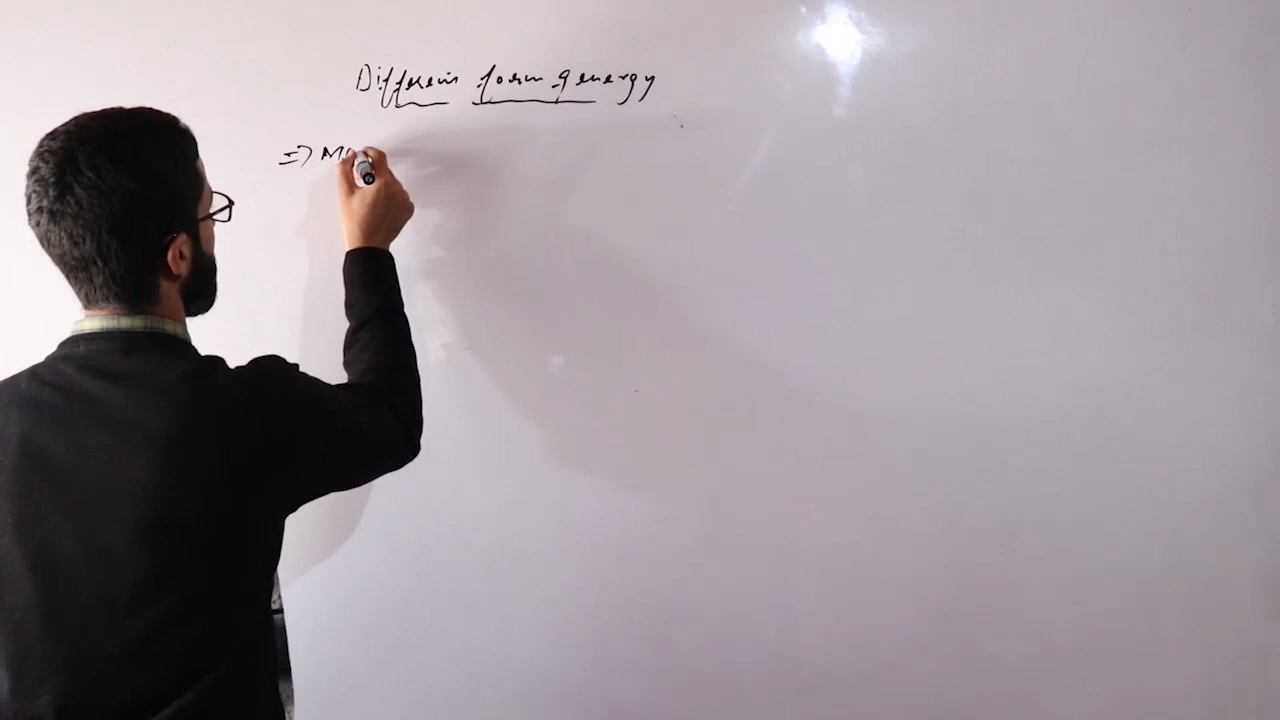 Different form of energy
=> M